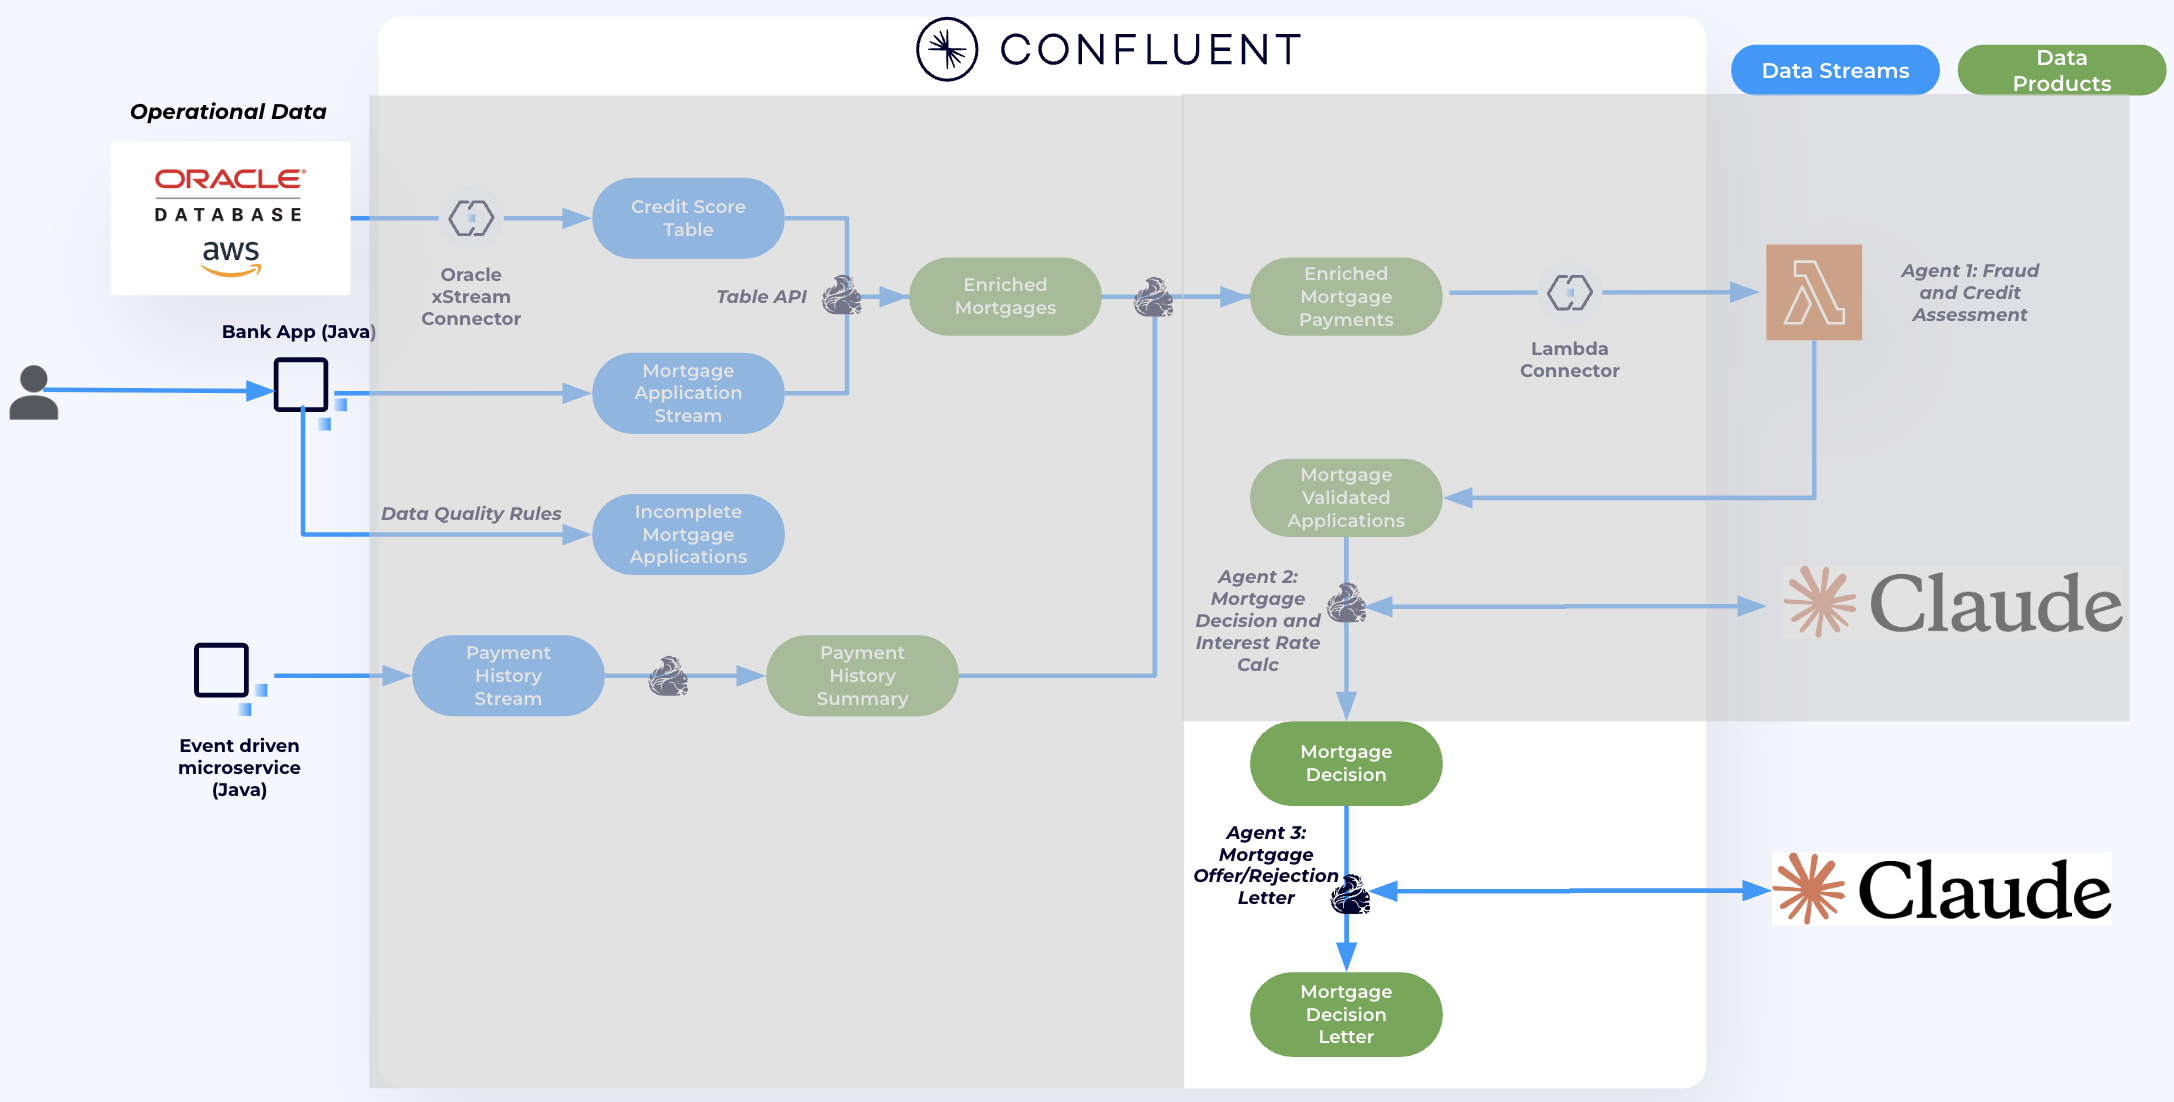 CONFLUENT
Data Streams
Data
Products
Operational Data
ORACLE
DATABASE
aws
Oracle
xStream
Connector
Credit Score
Table
Table API
Enriched
Mortgages
Enriched
Mortgage
Payments
Lambda
Connector
Agent 1: Fraud
and Credit
Assessment
Bank App (Java)
Mortgage
Application
Stream
Data Quality Rules
Incomplete
Mortgage
Applications
Mortgage
Validated
Applications
Agent 2:
Mortgage
Decision and
Interest Rate
Calc
Claude
Payment
History
Stream
Payment
History
Summary
Event driven
microservice
(Java)
Mortgage
Decision
Agent 3:
Mortgage
Offer/Rejection
Letter
Claude
Mortgage
Decision
Letter